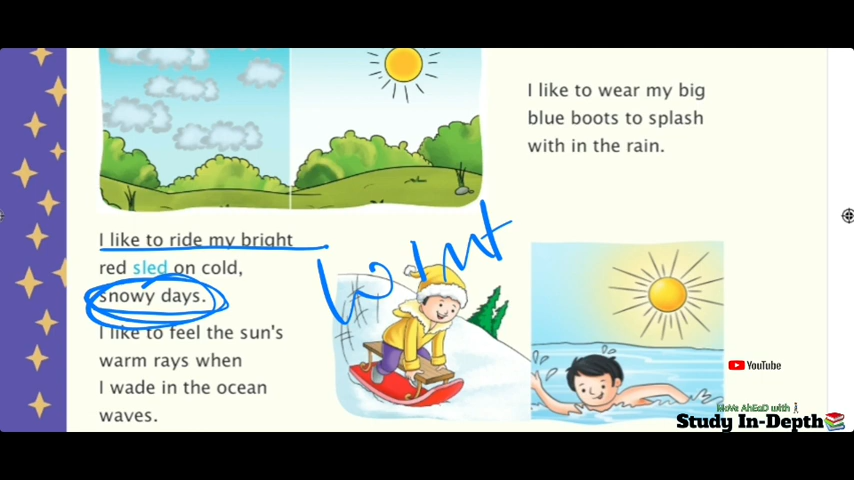 I like to wear my big
blue boots to splash
with in the rain.
I like to ride my bright
red sled on cold,
snowy days.
wint
I like to feel the sun's
warm rays when
I wade in the ocean
waves.
YouTube
MoVe AhEaD with
Study In-Depth